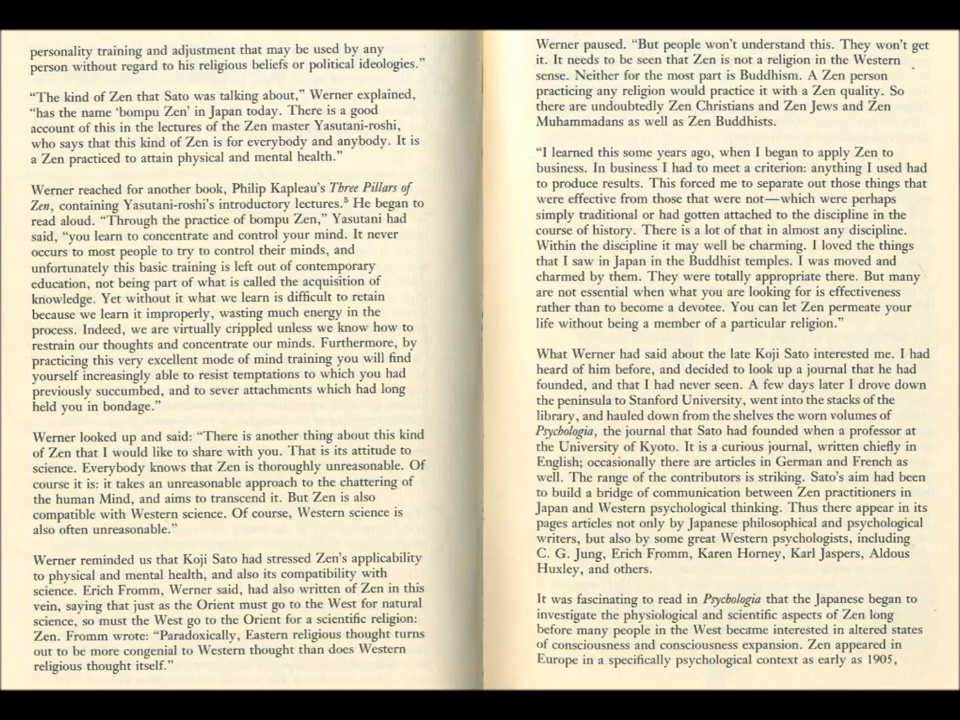 personality training and adjustment that may be used by any
person without regard to his religious beliefs or political ideologies.”
“The kind of Zen that Sato was talking about,” Werner explained,
“has the name ‘bompu Zen’ in Japan today. There is a good
account of this in the lectures of the Zen master Yasutani-roshi,
who says that this kind of Zen is for everybody and anybody. It is
a Zen practiced to attain physical and mental health.”
Werner reached for another book, Philip Kapleau’s Three Pillars of
Zen, containing Yasutani-roshi’s introductory lectures.⁵ He began to
read aloud. “Through the practice of bompu Zen,” Yasutani had
said, “you learn to concentrate and control your mind. It never
occurs to most people to try to control their minds, and
unfortunately this basic training is left out of contemporary
education, not being part of what is called the acquisition of
knowledge. Yet without it what we learn is difficult to retain
because we learn it improperly, wasting much energy in the
process. Indeed, we are virtually crippled unless we know how to
restrain our thoughts and concentrate our minds. Furthermore, by
practicing this very excellent mode of mind training you will find
yourself increasingly able to resist temptations to which you had
previously succumbed, and to sever attachments which had long
held you in bondage.”
Werner looked up and said: “There is another thing about this kind
of Zen that I would like to share with you. That is its attitude to
science. Everybody knows that Zen is thoroughly unreasonable. Of
course it is: it takes an unreasonable approach to the chattering of
the human Mind, and aims to transcend it. But Zen is also
compatible with Western science. Of course, Western science is
also often unreasonable.”
Werner reminded us that Koji Sato had stressed Zen’s applicability
to physical and mental health, and also its compatibility with
science. Erich Fromm, Werner said, had also written of Zen in this
vein, saying that just as the Orient must go to the West for natural
science, so must the West go to the Orient for a scientific religion:
Zen. Fromm wrote: “Paradoxically, Eastern religious thought turns
out to be more congenial to Western thought than does Western
religious thought itself.”
Werner paused. “But people won’t understand this. They won’t get
it. It needs to be seen that Zen is not a religion in the Western
sense. Neither for the most part is Buddhism. A Zen person
practicing any religion would practice it with a Zen quality. So
there are undoubtedly Zen Christians and Zen Jews and Zen
Muhammadans as well as Zen Buddhists.
“I learned this some years ago, when I began to apply Zen to
business. In business I had to meet a criterion: anything I used had
to produce results. This forced me to separate out those things that
were effective from those that were not—which were perhaps
simply traditional or had gotten attached to the discipline in the
course of history. There is a lot of that in almost any discipline.
Within the discipline it may well be charming. I loved the things
that I saw in Japan in the Buddhist temples. I was moved and
charmed by them. They were totally appropriate there. But many
are not essential when what you are looking for is effectiveness
rather than to become a devotee. You can let Zen permeate your
life without being a member of a particular religion.”
What Werner had said about the late Koji Sato interested me. I had
heard of him before, and decided to look up a journal that he had
founded, and that I had never seen. A few days later I drove down
the peninsula to Stanford University, went into the stacks of the
library, and hauled down from the shelves the worn volumes of
Psychologia, the journal that Sato had founded when a professor at
the University of Kyoto. It is a curious journal, written chiefly in
English; occasionally there are articles in German and French as
well. The range of the contributors is striking. Sato’s aim had been
to build a bridge of communication between Zen practitioners in
Japan and Western psychological thinking. Thus there appear in its
pages articles not only by Japanese philosophical and psychological
writers, but also by some great Western psychologists, including
C. G. Jung, Erich Fromm, Karen Horney, Karl Jaspers, Aldous
Huxley, and others.
It was fascinating to read in Psychologia that the Japanese began to
investigate the physiological and scientific aspects of Zen long
before many people in the West became interested in altered states
of consciousness and consciousness expansion. Zen appeared in
Europe in a specifically psychological context as early as 1905,